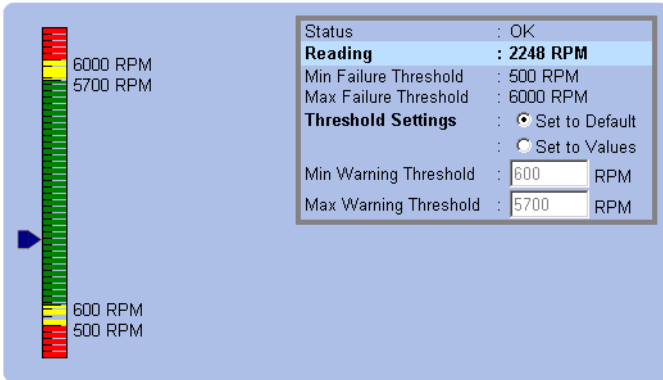 6000 RPM
5700 RPM
600 RPM
500 RPM
Status : OK
Reading : 2248 RPM
Min Failure Threshold : 500 RPM
Max Failure Threshold : 6000 RPM
Threshold Settings : Set to Default
: Set to Values
Min Warning Threshold : 600 RPM
Max Warning Threshold : 5700 RPM